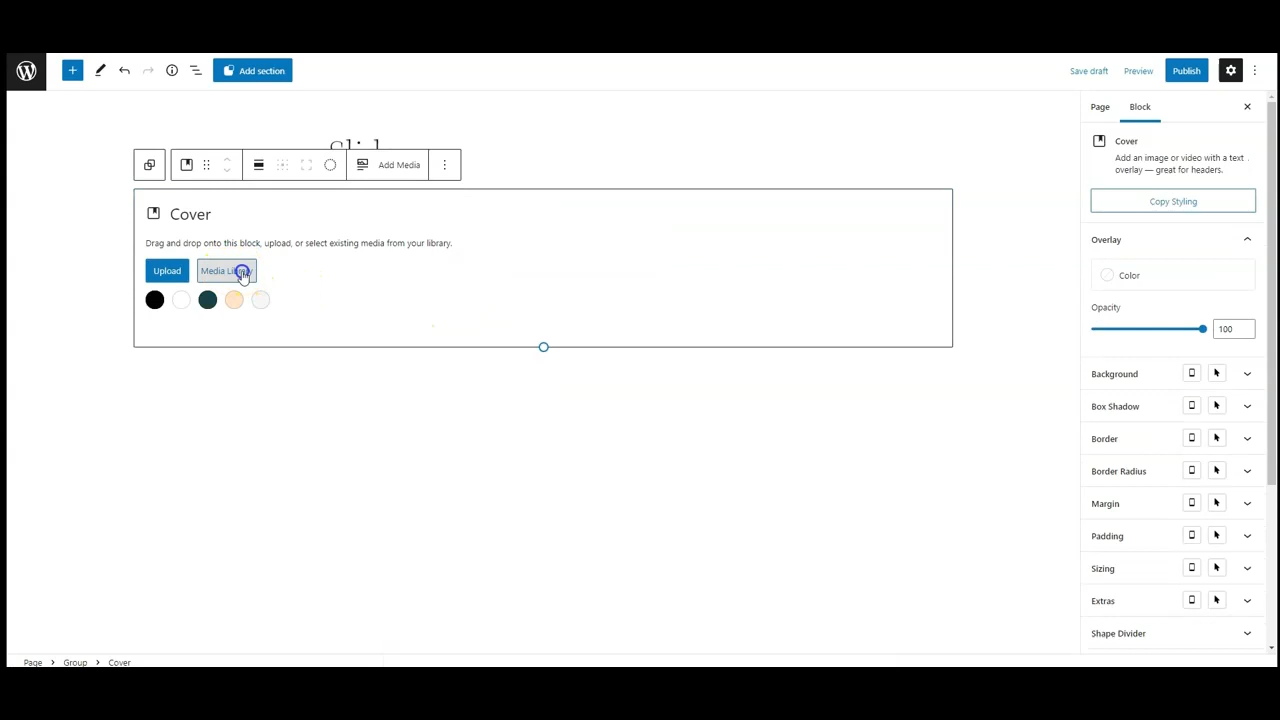 Add section
Save draft
Preview
Publish
Page
Block
Add Media
Cover
Drag and drop onto this block, upload, or select existing media from your library.
Upload
Media Library
Cover
Add an image or video with a text overlay — great for headers.
Copy Styling
Overlay
Color
Opacity
100
Background
Box Shadow
Border
Border Radius
Margin
Padding
Sizing
Extras
Shape Divider
Page > Group > Cover